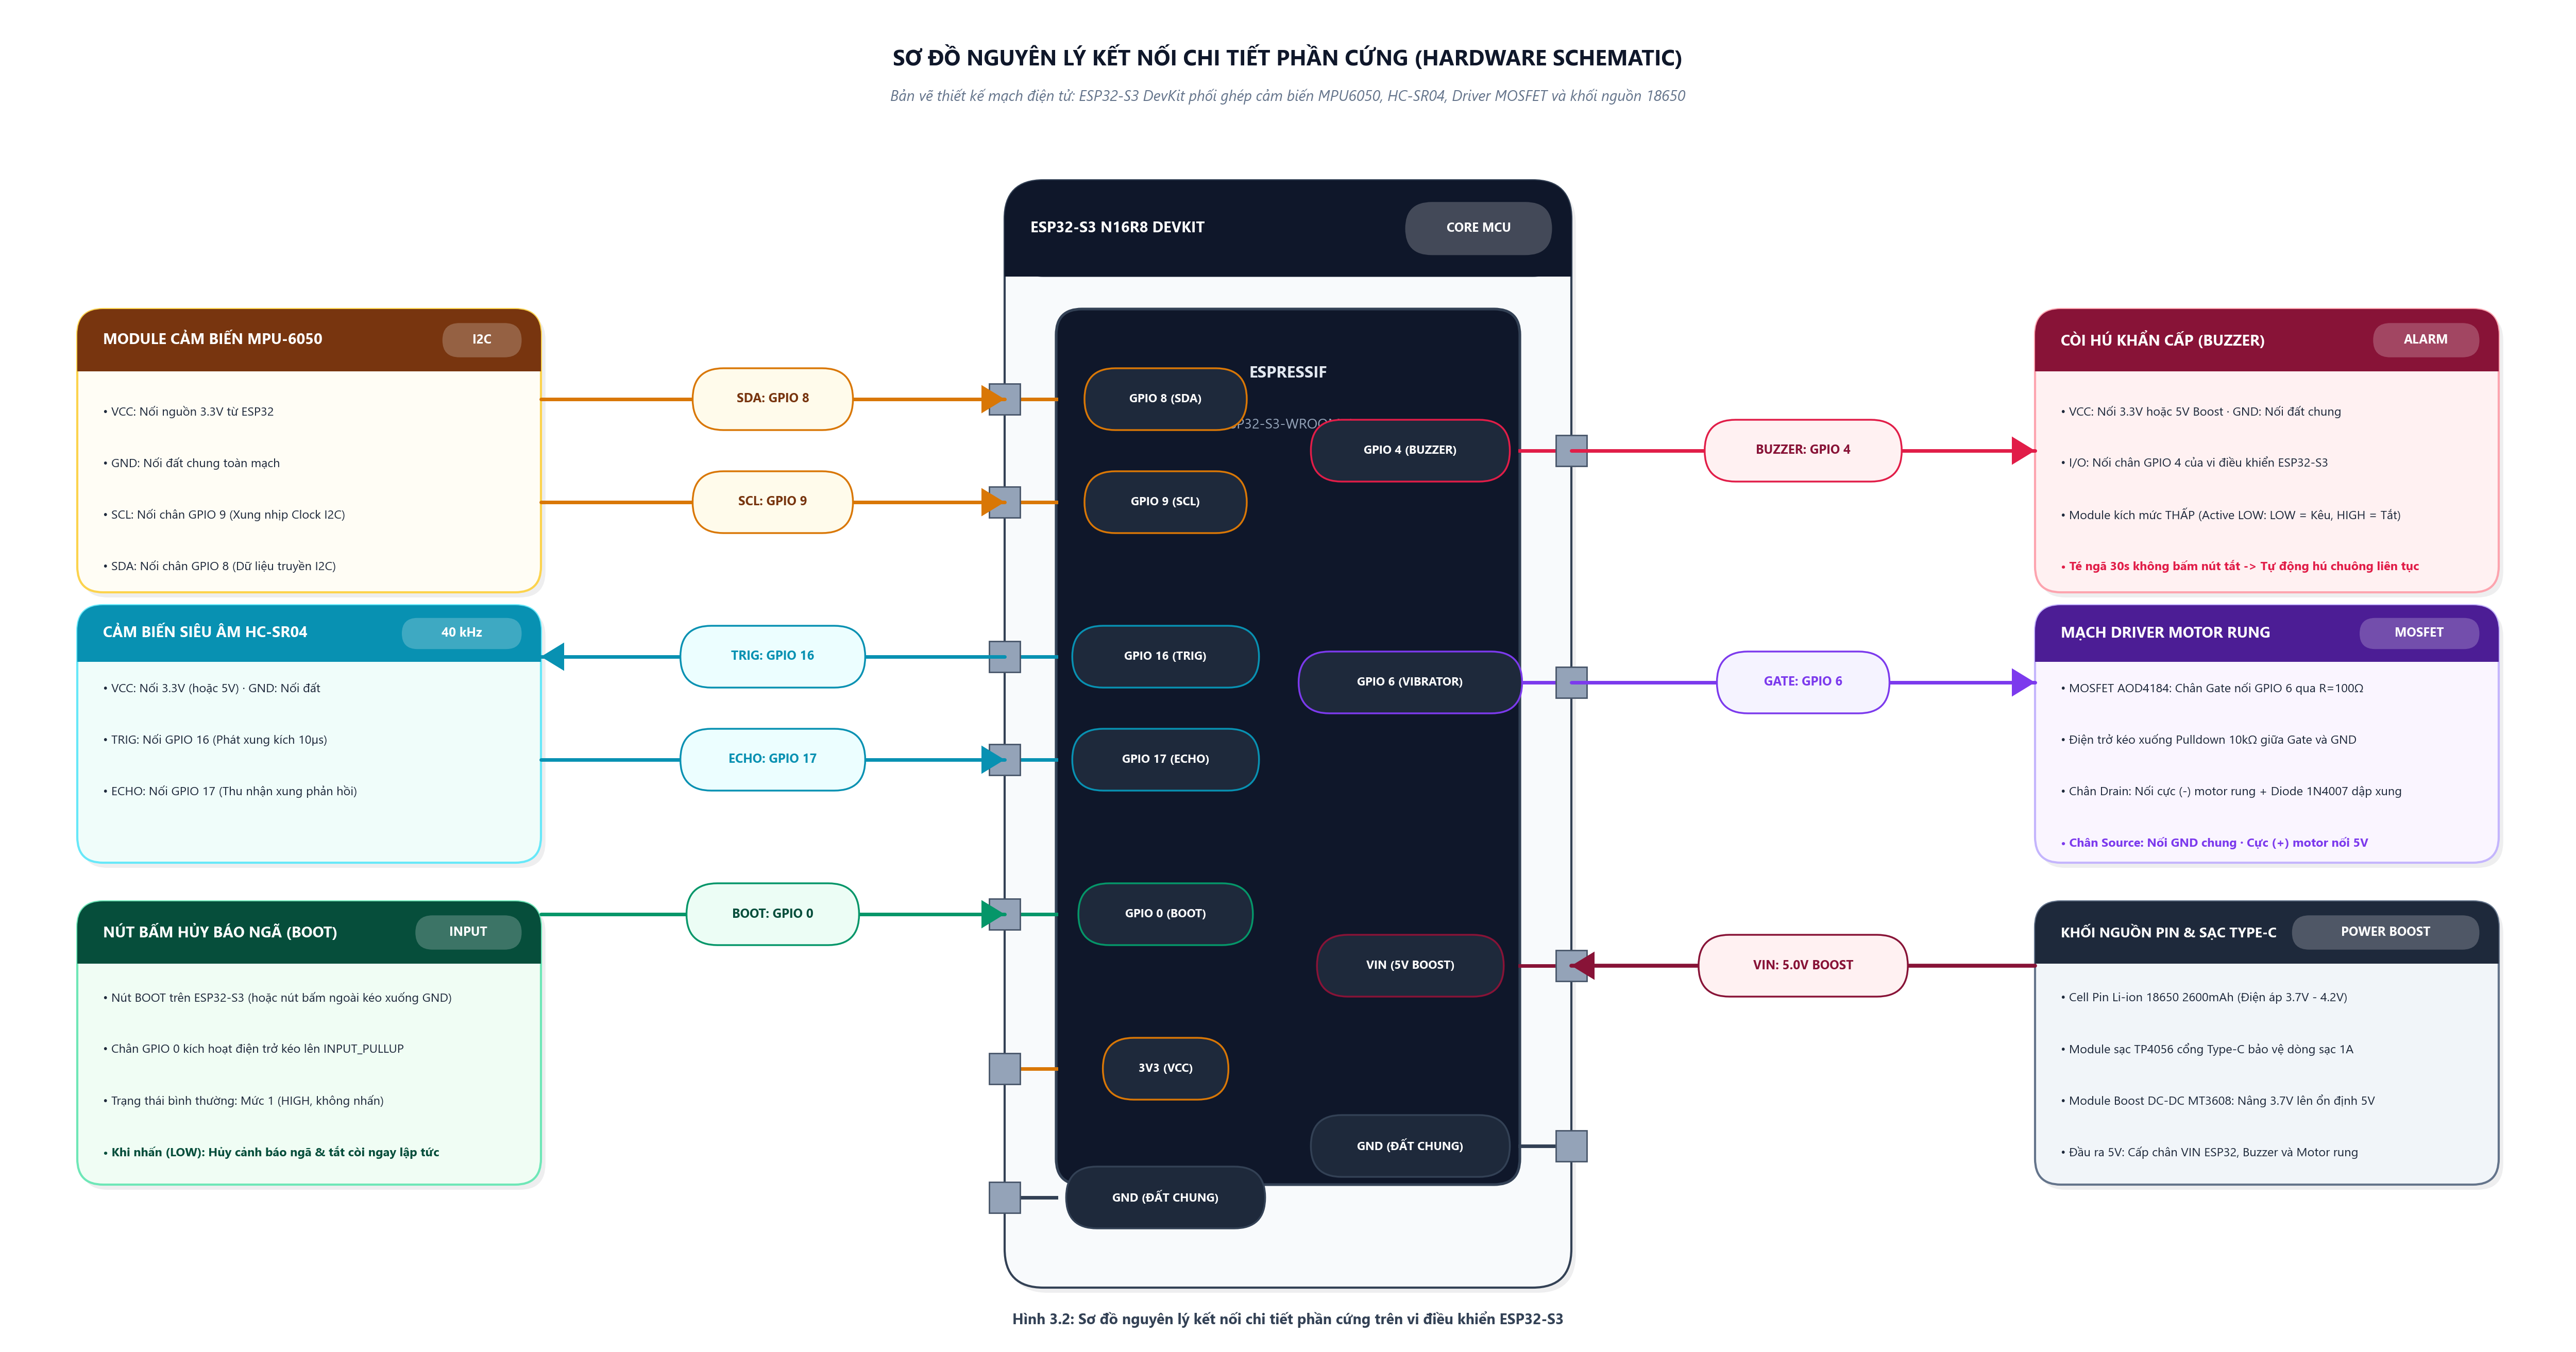 SƠ ĐỒ NGUYÊN LÝ KẾT NỐI CHI TIẾT PHẦN CỨNG (HARDWARE SCHEMATIC)
Bản vẽ thiết kế mạch điện tử: ESP32-S3 DevKit phối ghép cảm biến MPU6050, HC-SR04, Driver MOSFET và khối nguồn 18650
MODULE CẢM BIẾN MPU-6050
I2C
• VCC: Nối nguồn 3.3V từ ESP32
• GND: Nối đất chung toàn mạch
• SCL: Nối chân GPIO 9 (Xung nhịp Clock I2C)
• SDA: Nối chân GPIO 8 (Dữ liệu truyền I2C)
CẢM BIẾN SIÊU ÂM HC-SR04
40 kHz
• VCC: Nối 3.3V (hoặc 5V) · GND: Nối đất
• TRIG: Nối GPIO 16 (Phát xung kích 10µs)
• ECHO: Nối GPIO 17 (Thu nhận xung phản hồi)
NÚT BẤM HỦY BÁO NGÃ (BOOT)
INPUT
• Nút BOOT trên ESP32-S3 (hoặc nút bấm ngoài kéo xuống GND)
• Chân GPIO 0 kích hoạt điện trở kéo lên INPUT_PULLUP
• Trạng thái bình thường: Mức 1 (HIGH, không nhấn)
• Khi nhấn (LOW): Hủy cảnh báo ngã & tắt còi ngay lập tức
SDA: GPIO 8
SCL: GPIO 9
TRIG: GPIO 16
ECHO: GPIO 17
BOOT: GPIO 0
ESP32-S3 N16R8 DEVKIT
CORE MCU
ESPRESSIF
P32-S3-WROO
GPIO 8 (SDA)
GPIO 4 (BUZZER)
GPIO 9 (SCL)
GPIO 16 (TRIG)
GPIO 6 (VIBRATOR)
GPIO 17 (ECHO)
GPIO 0 (BOOT)
VIN (5V BOOST)
3V3 (VCC)
GND (ĐẤT CHUNG)
GND (ĐẤT CHUNG)
BUZZER: GPIO 4
GATE: GPIO 6
VIN: 5.0V BOOST
CÒI HÚ KHẨN CẤP (BUZZER)
ALARM
• VCC: Nối 3.3V hoặc 5V Boost · GND: Nối đất chung
• I/O: Nối chân GPIO 4 của vi điều khiển ESP32-S3
• Module kích mức THẤP (Active LOW: LOW = Kêu, HIGH = Tắt)
• Té ngã 30s không bấm nút tắt -> Tự động hú chuông liên tục
MẠCH DRIVER MOTOR RUNG
MOSFET
• MOSFET AOD4184: Chân Gate nối GPIO 6 qua R=100Ω
• Điện trở kéo xuống Pulldown 10kΩ giữa Gate và GND
• Chân Drain: Nối cực (-) motor rung + Diode 1N4007 dập xung
• Chân Source: Nối GND chung · Cực (+) motor nối 5V
KHỐI NGUỒN PIN & SẠC TYPE-C
POWER BOOST
• Cell Pin Li-ion 18650 2600mAh (Điện áp 3.7V - 4.2V)
• Module sạc TP4056 cổng Type-C bảo vệ dòng sạc 1A
• Module Boost DC-DC MT3608: Nâng 3.7V lên ổn định 5V
• Đầu ra 5V: Cấp chân VIN ESP32, Buzzer và Motor rung
Hình 3.2: Sơ đồ nguyên lý kết nối chi tiết phần cứng trên vi điều khiển ESP32-S3